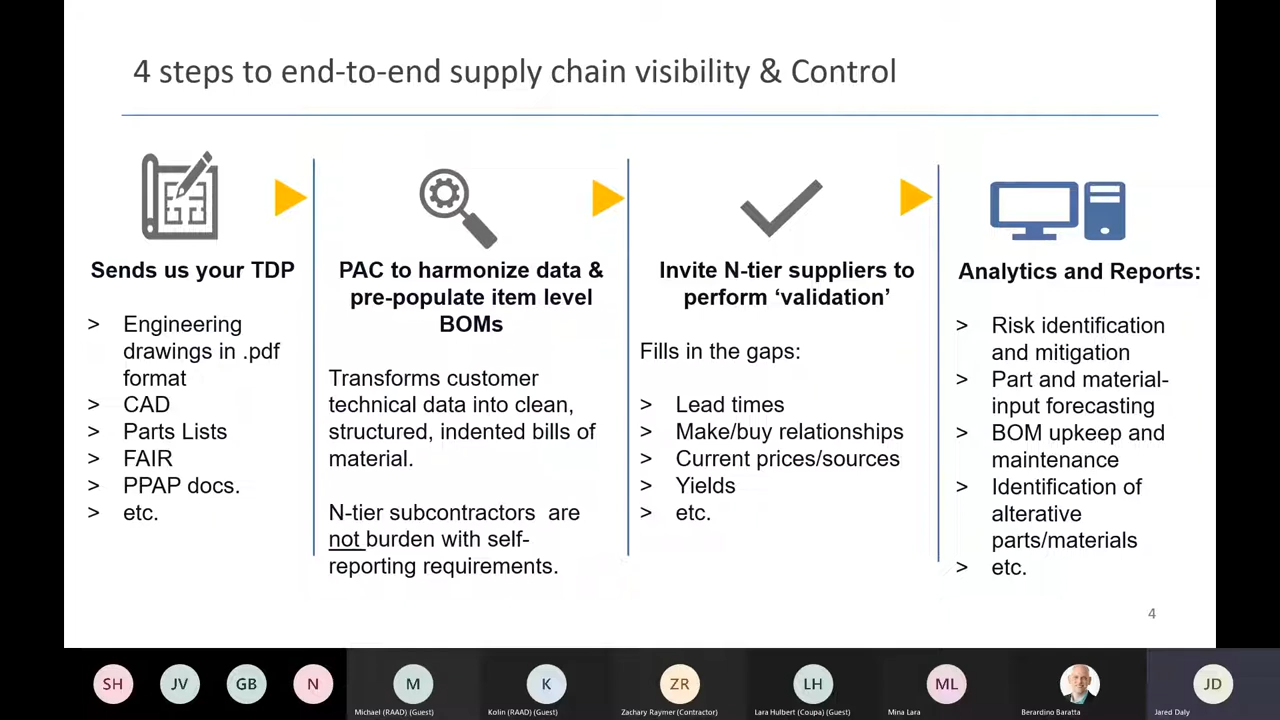 4 steps to end-to-end supply chain visibility & Control
Sends us your TDP
> Engineering
drawings in .pdf
format
> CAD
> Parts Lists
> FAIR
> PPAP docs.
> etc.
PAC to harmonize data &
pre-populate item level
BOMs
Transforms customer
technical data into clean,
structured, indented bills of
material.
N-tier subcontractors are
not burden with self-
reporting requirements.
Invite N-tier suppliers to
perform ‘validation’
Fills in the gaps:
> Lead times
> Make/buy relationships
> Current prices/sources
> Yields
> etc.
Analytics and Reports:
> Risk identification
and mitigation
> Part and material-
input forecasting
> BOM upkeep and
maintenance
> Identification of
alterative
parts/materials
> etc.
4
SH
JV
GB
N
M
Michael (RAAD) (Guest)
K
Kolin (RAAD) (Guest)
ZR
Zachary Raymer (Contractor)
LH
Lara Hulbert (Coupa) (Guest)
ML
Mina Lara
Berardino Baratta
JD
Jared Daly